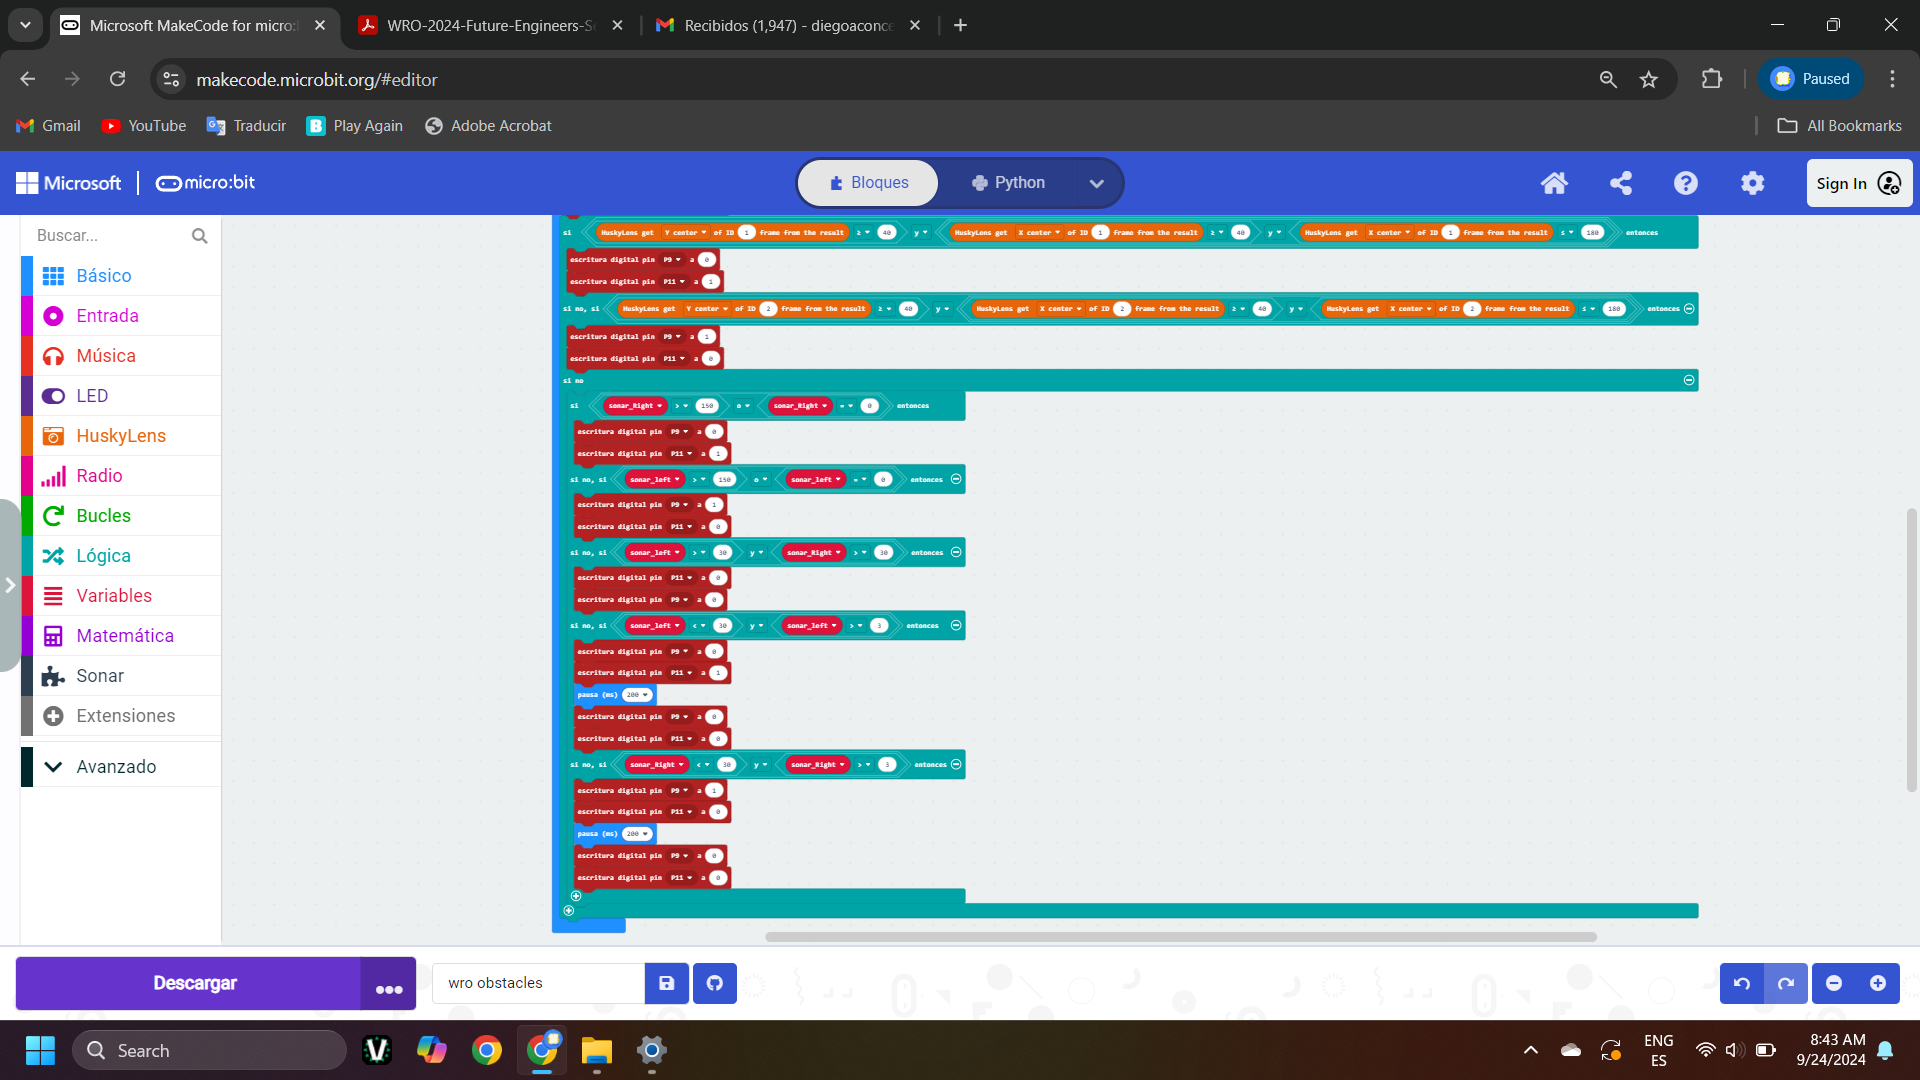 Microsoft MakeCode for micro:b
WRO-2024-Future-Engineers-Se
Recibidos (1,947) - diegoaconce
makecode.microbit.org/#editor
Paused
Gmail
YouTube
Traducir
Play Again
Adobe Acrobat
All Bookmarks
Microsoft
micro:bit
Bloques
Python
Sign In
Buscar...
Básico
Entrada
Música
LED
HuskyLens
Radio
Bucles
Lógica
Variables
Matemática
Sonar
Extensiones
Avanzado
si HuskyLens get Y center of ID 1 frame from the result ≥ 40 y HuskyLens get X center of ID 1 frame from the result ≥ 40 y HuskyLens get X center of ID 1 frame from the result ≤ 180 entonces
escritura digital pin P9 a 0
escritura digital pin P11 a 1
si no, si HuskyLens get Y center of ID 2 frame from the result ≥ 40 y HuskyLens get X center of ID 2 frame from the result ≥ 40 y HuskyLens get X center of ID 2 frame from the result ≤ 180 entonces
escritura digital pin P9 a 1
escritura digital pin P11 a 0
si no
si sonar_Right > 150 o sonar_Right = 0 entonces
escritura digital pin P9 a 0
escritura digital pin P11 a 1
si no, si sonar_left > 150 o sonar_left = 0 entonces
escritura digital pin P9 a 1
escritura digital pin P11 a 0
si no, si sonar_left > 30 y sonar_Right > 30 entonces
escritura digital pin P11 a 0
escritura digital pin P9 a 0
si no, si sonar_left < 30 y sonar_left > 3 entonces
escritura digital pin P9 a 0
escritura digital pin P11 a 1
pausa (ms) 200
escritura digital pin P9 a 0
escritura digital pin P11 a 0
si no, si sonar_Right < 30 y sonar_Right > 3 entonces
escritura digital pin P9 a 1
escritura digital pin P11 a 0
pausa (ms) 200
escritura digital pin P9 a 0
escritura digital pin P11 a 0
Descargar
wro obstacles
Search
ENG
ES
8:43 AM
9/24/2024